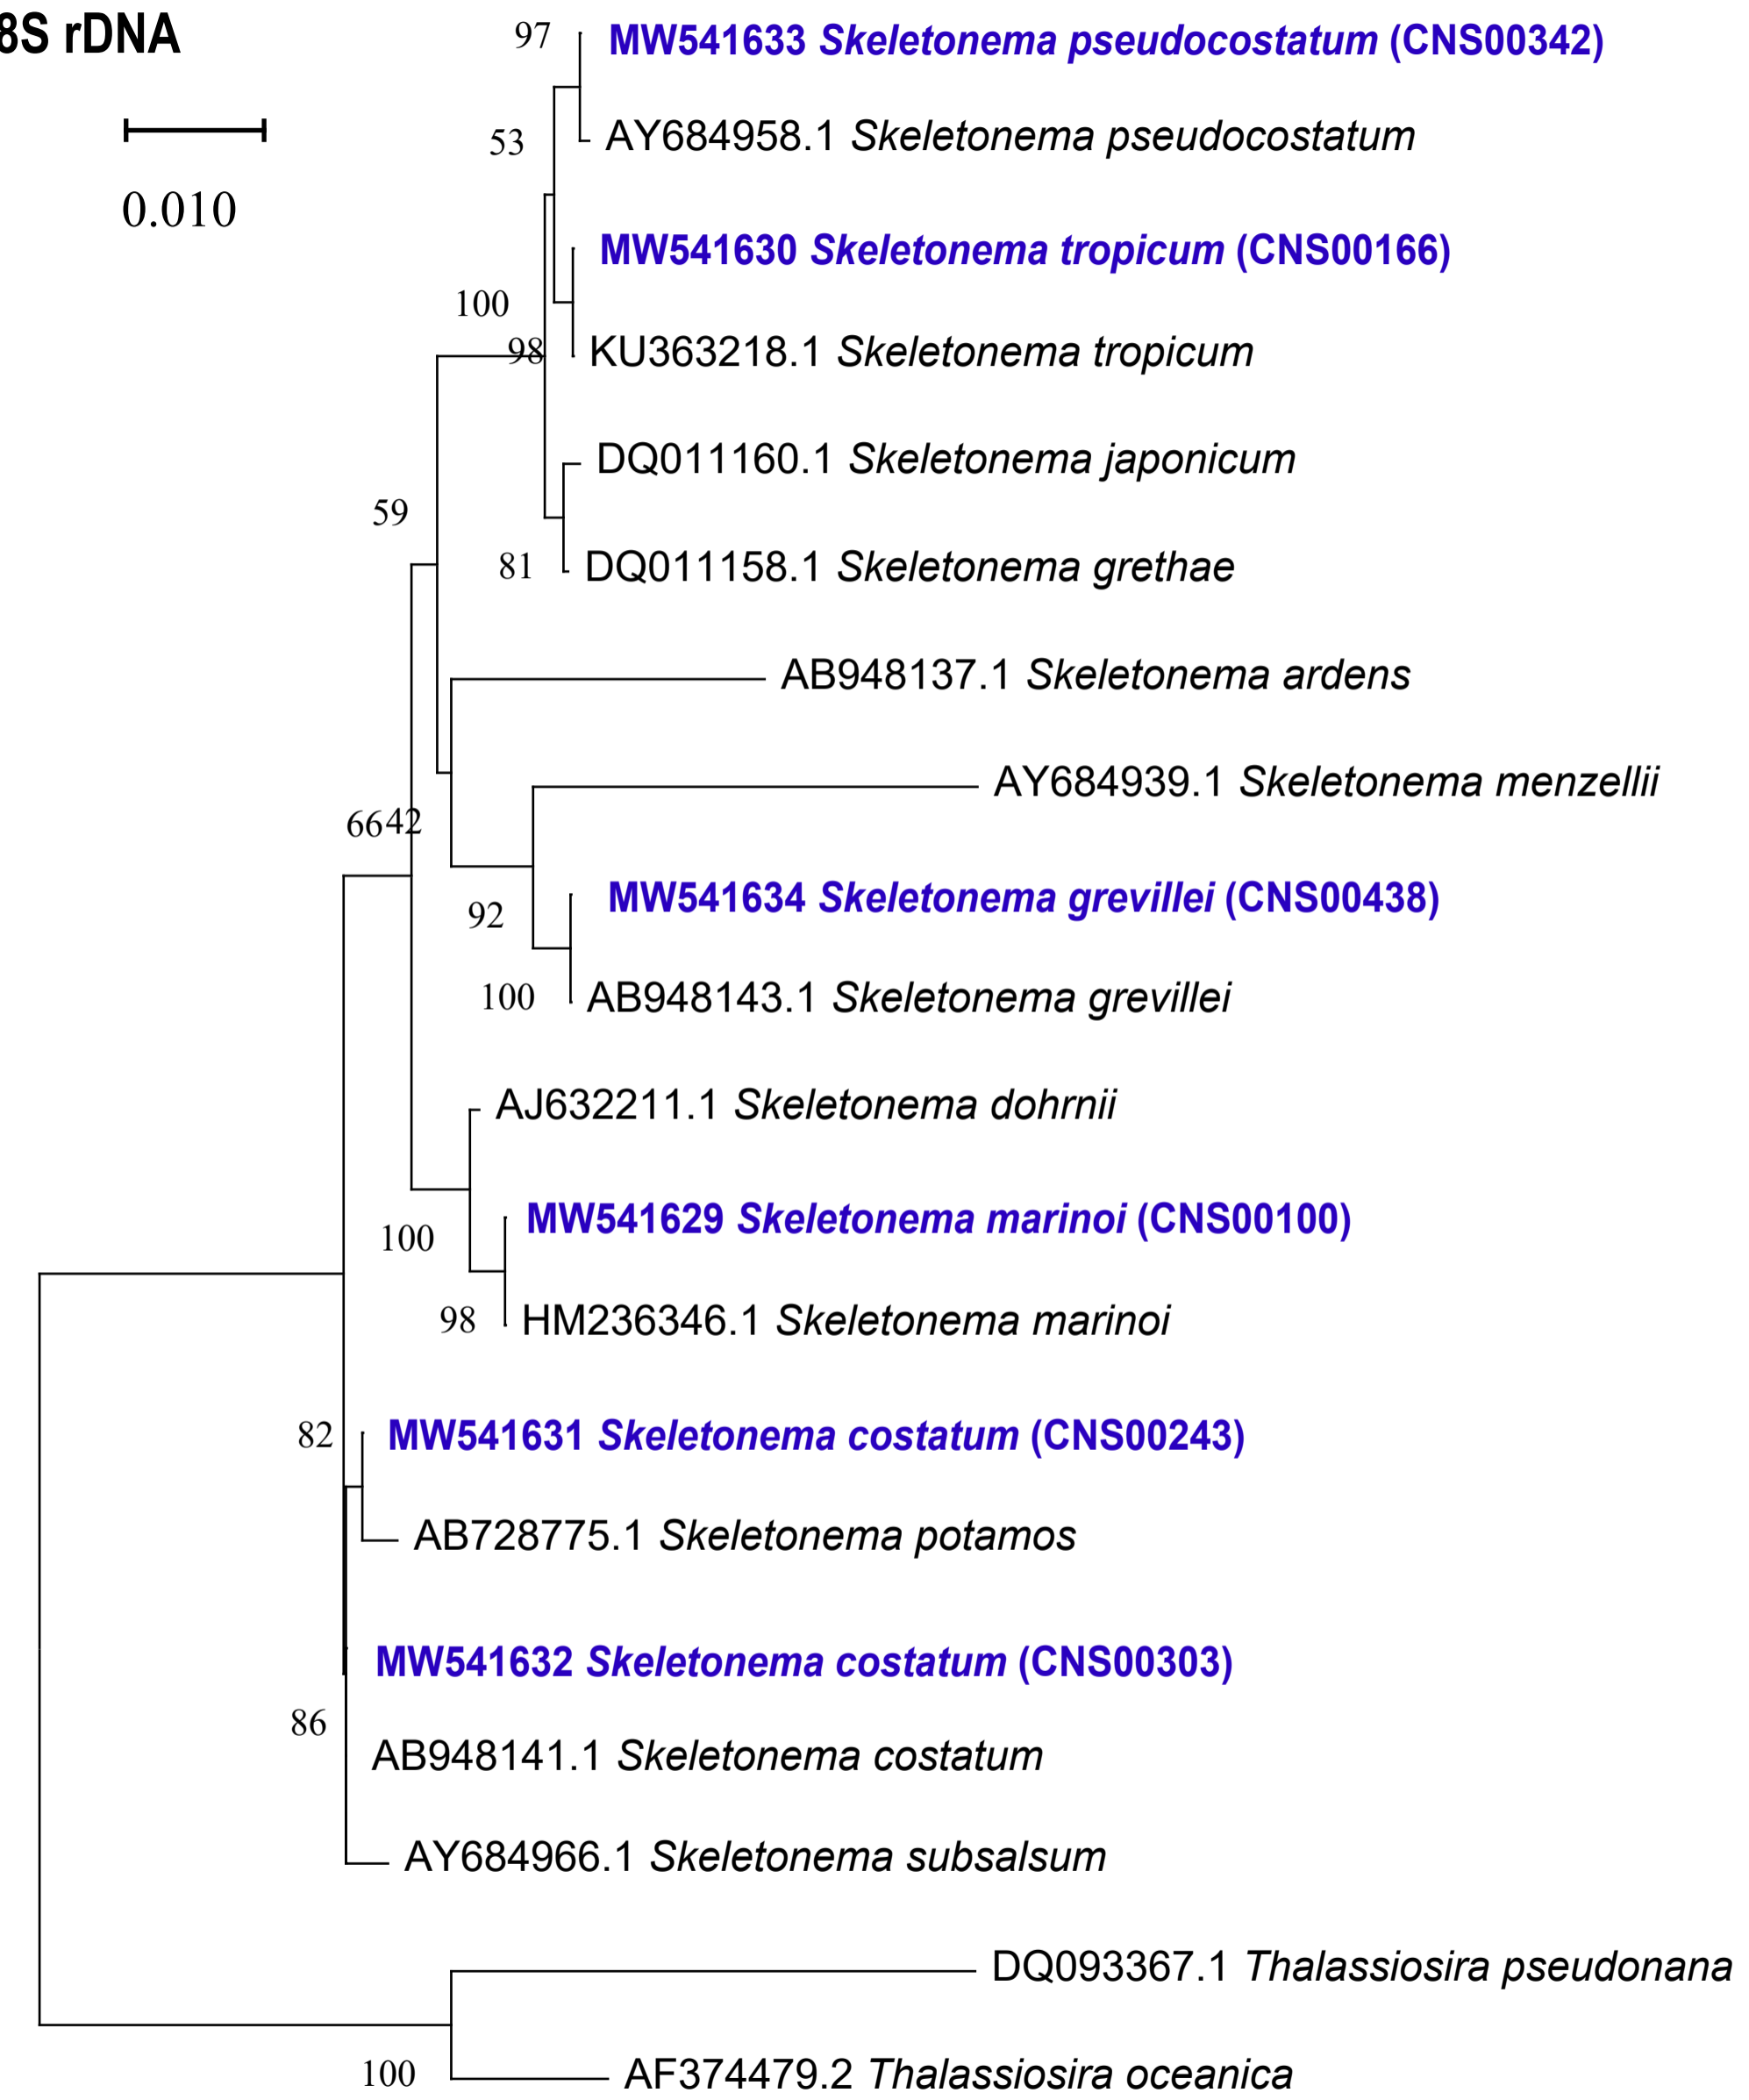 8S rDNA
97
MW541633 Skeletonema pseudocostatum (CNS00342)
0.010
53
AY684958.1 Skeletonema pseudocostatum
MW541630 Skeletonema tropicum (CNS00166)
100
98
KU363218.1 Skeletonema tropicum
DQ011160.1 Skeletonema japonicum
59
81
DQ011158.1 Skeletonema grethae
AB948137.1 Skeletonema ardens
AY684939.1 Skeletonema menzellii
6642
MW541634 Skeletonema grevillei (CNS00438)
92
100
AB948143.1 Skeletonema grevillei
AJ632211.1 Skeletonema dohrnii
MW541629 Skeletonema marinoi (CNS00100)
100
98
HM236346.1 Skeletonema marinoi
82
MW541631 Skeletonema costatum (CNS00243)
AB728775.1 Skeletonema potamos
MW541632 Skeletonema costatum (CNS00303)
86
AB948141.1 Skeletonema costatum
AY684966.1 Skeletonema subsalsum
DQ093367.1 Thalassiosira pseudonana
100
AF374479.2 Thalassiosira oceanica